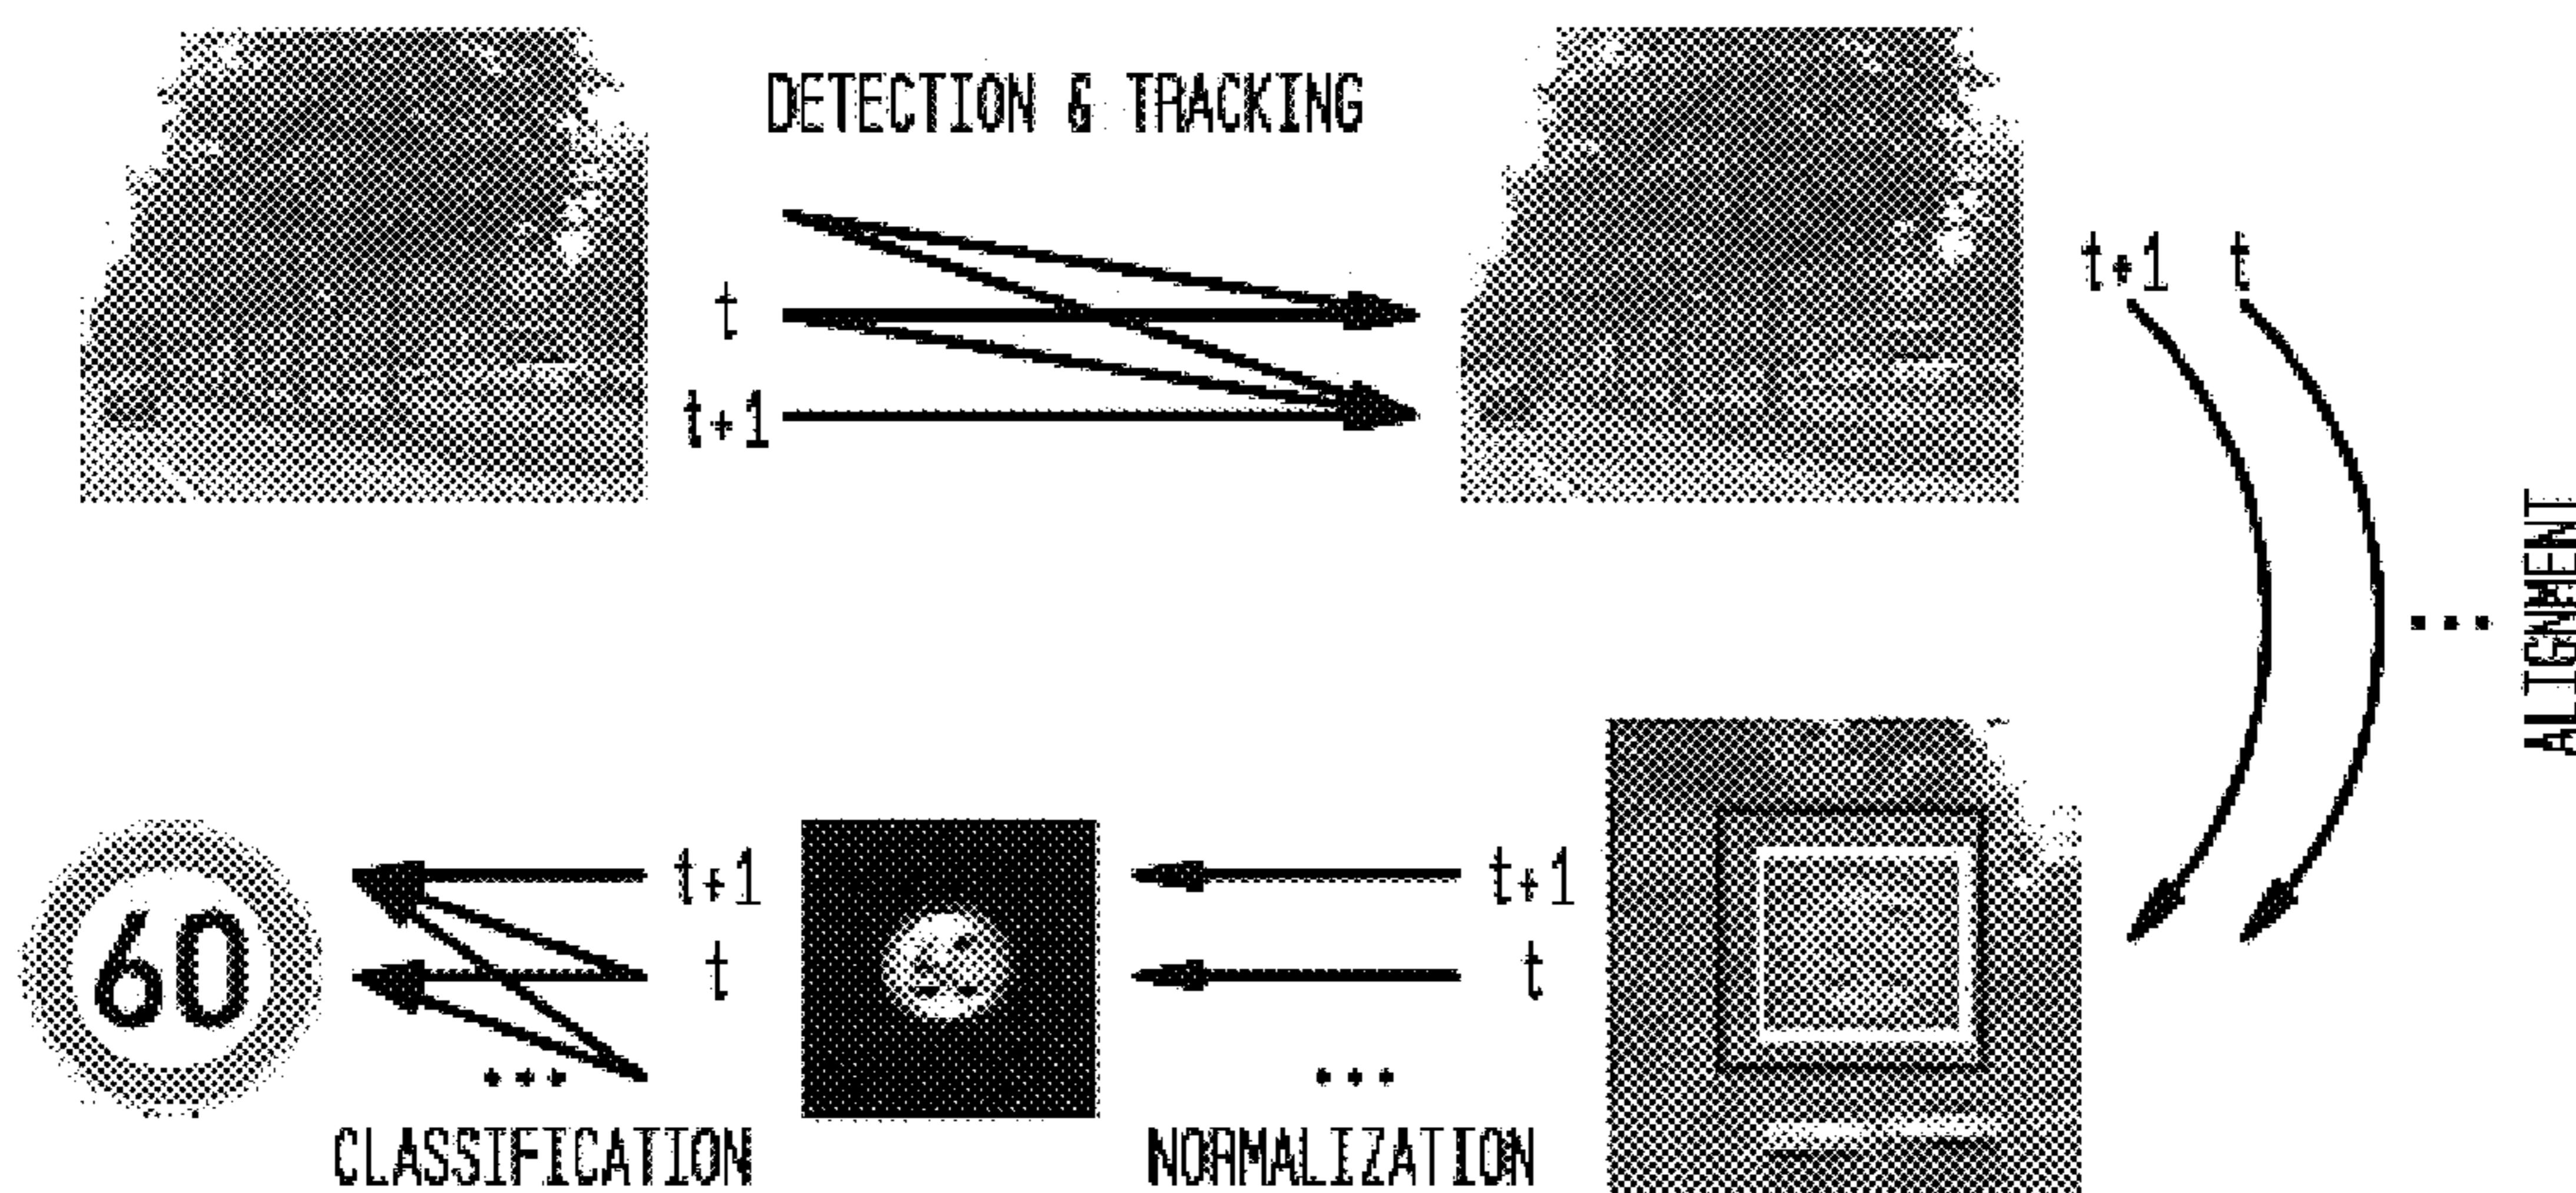 DETECTION & TRACKING
t
t+1
t+1 t
...
ALIGNMENT
t+1
t
...
NORMALIZATION
t+1
t
...
CLASSIFICATION
60